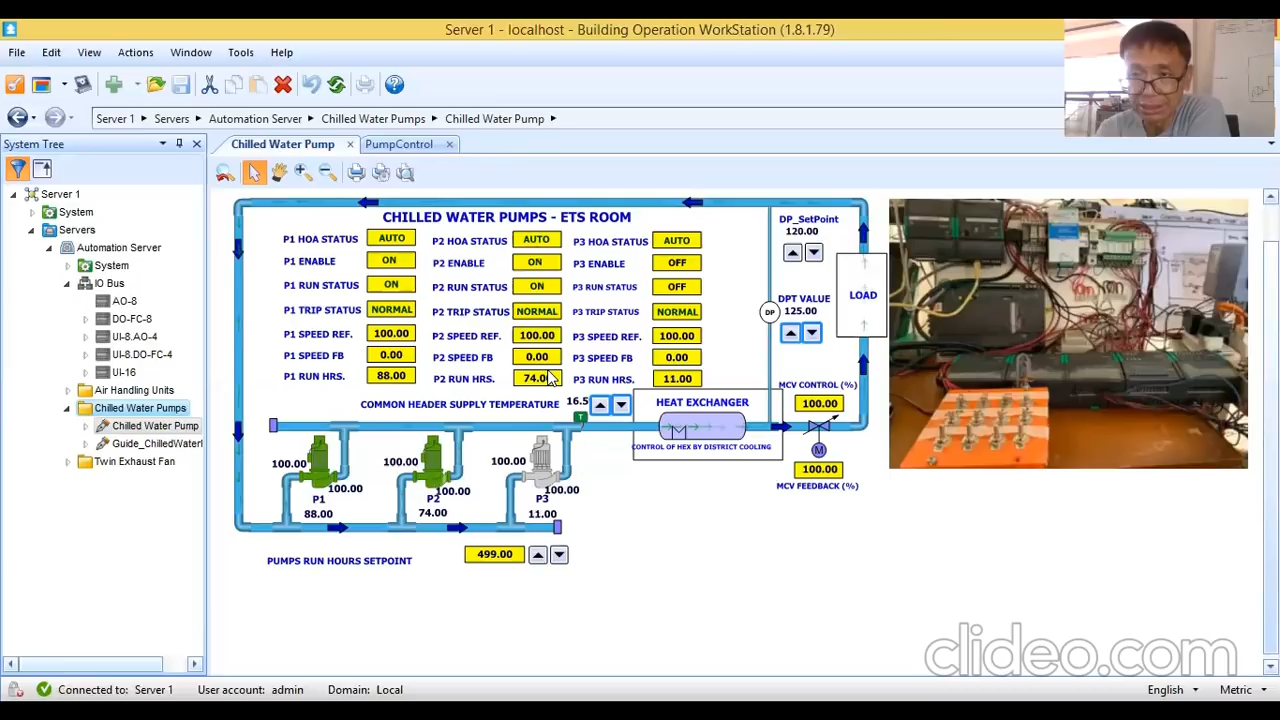 Server 1 - localhost - Building Operation WorkStation (1.8.1.79)
File Edit View Actions Window Tools Help
Server 1 Servers Automation Server Chilled Water Pumps Chilled Water Pump
System Tree
Chilled Water Pump
PumpControl
Server 1
System
Servers
Automation Server
System
IO Bus
AO-8
DO-FC-8
UI-8.AO-4
UI-8.DO-FC-4
UI-16
Air Handling Units
Chilled Water Pumps
Chilled Water Pump
Guide_ChilledWaterl
Twin Exhaust Fan
CHILLED WATER PUMPS - ETS ROOM
P1 HOA STATUS AUTO P2 HOA STATUS AUTO P3 HOA STATUS AUTO
P1 ENABLE ON P2 ENABLE ON P3 ENABLE OFF
P1 RUN STATUS ON P2 RUN STATUS ON P3 RUN STATUS OFF
P1 TRIP STATUS NORMAL P2 TRIP STATUS NORMAL P3 TRIP STATUS NORMAL
P1 SPEED REF. 100.00 P2 SPEED REF. 100.00 P3 SPEED REF. 100.00
P1 SPEED FB 0.00 P2 SPEED FB 0.00 P3 SPEED FB 0.00
P1 RUN HRS. 88.00 P2 RUN HRS. 74.00 P3 RUN HRS. 11.00
DP_SetPoint
120.00
DPT VALUE
125.00
DP
LOAD
COMMON HEADER SUPPLY TEMPERATURE 16.5
T
HEAT EXCHANGER
CONTROL OF HEX BY DISTRICT COOLING
MCV CONTROL (%)
100.00
M
100.00
MCV FEEDBACK (%)
100.00 100.00 100.00
100.00 100.00 100.00
P1 P2 P3
88.00 74.00 11.00
PUMPS RUN HOURS SETPOINT 499.00
clideo.com
Connected to: Server 1 User account: admin Domain: Local English Metric